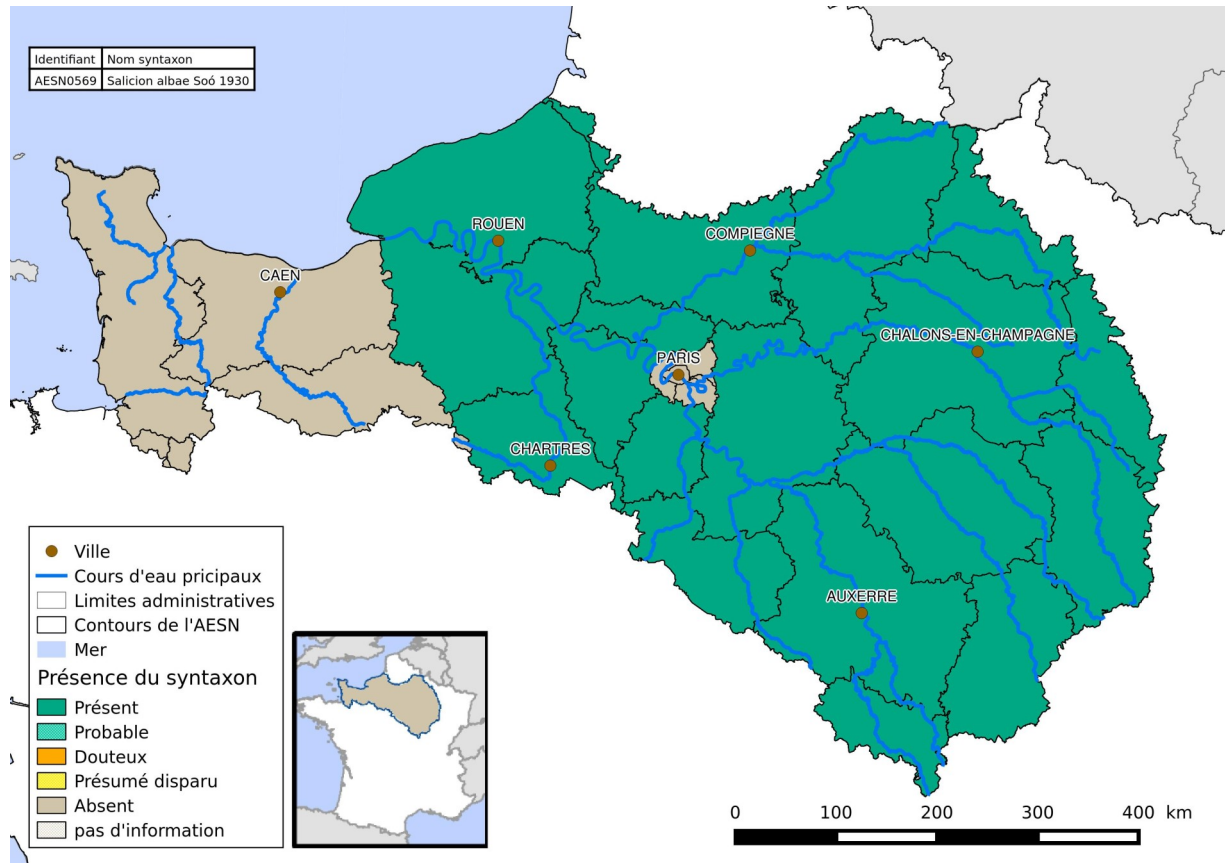 Identifiant Nom syntaxon
AESN0569 Salicion albae Soó 1930
ROUEN
COMPIEGNE
CAEN
CHALONS-EN-CHAMPAGNE
PARIS
CHARTRES
AUXERRE
Ville
Cours d'eau pricipaux
Limites administratives
Contours de l'AESN
Mer
Présence du syntaxon
Présent
Probable
Douteux
Présumé disparu
Absent
pas d'information
0 100 200 300 400 km